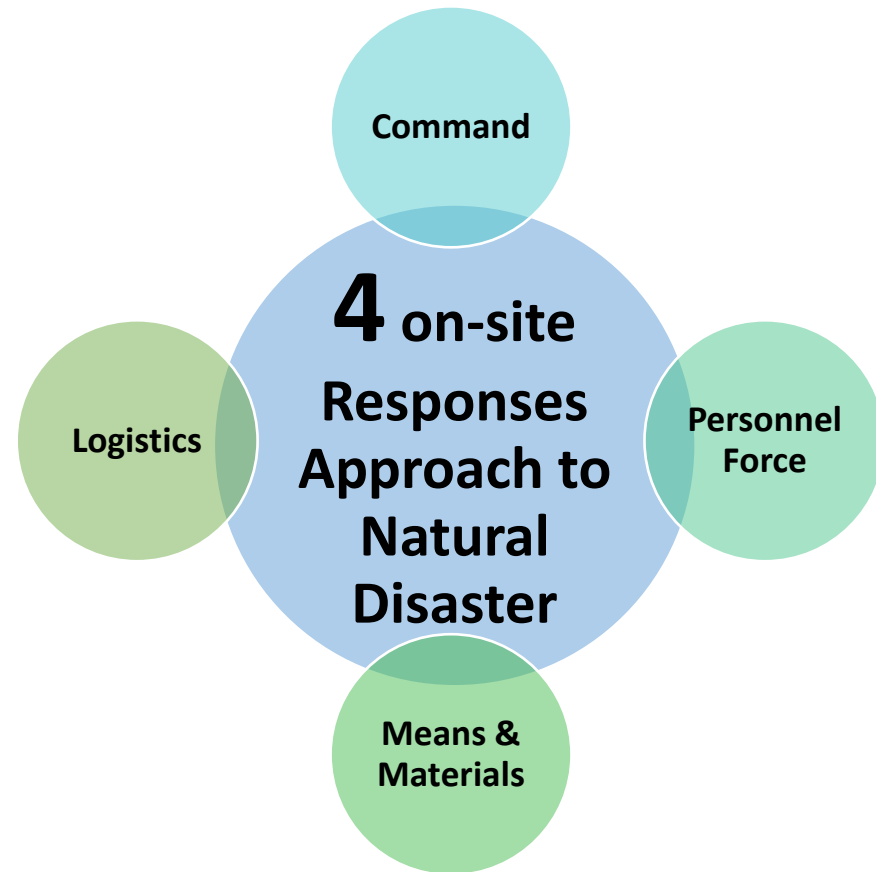 Command
4 on-site
Responses
Approach to
Natural
Disaster
Logistics
Personnel
Force
Means &
Materials